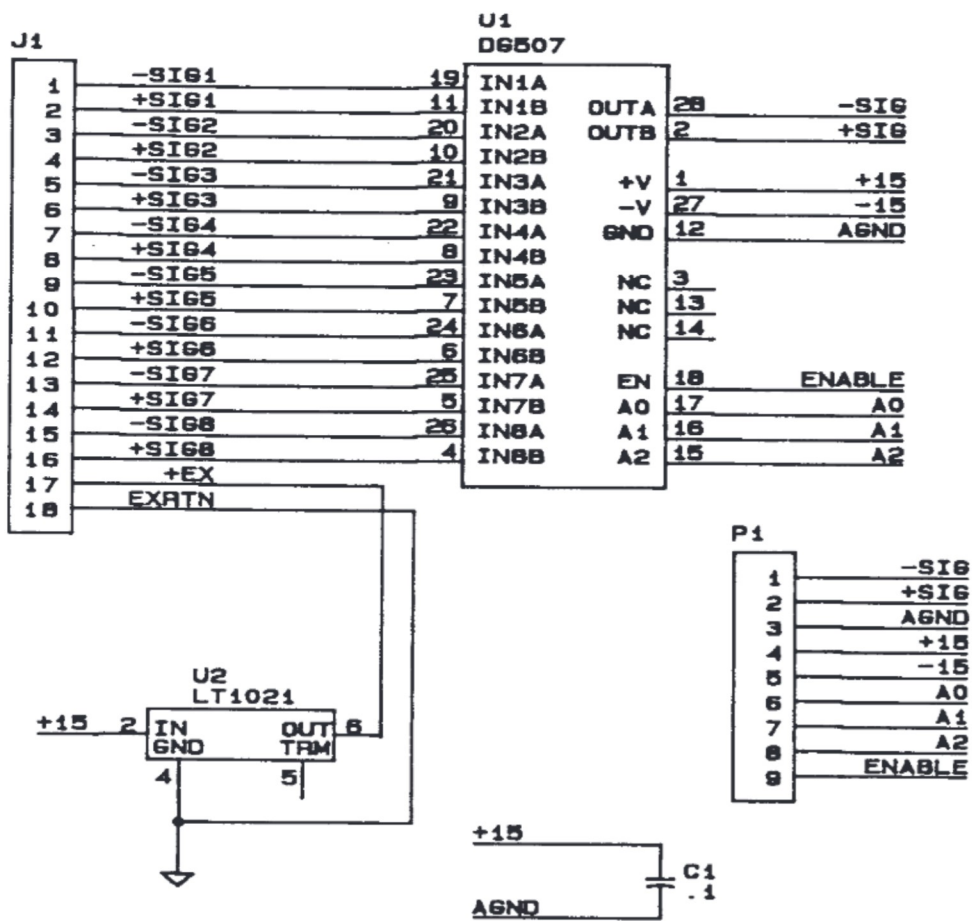 U1
DG507
J1
1 -SIG1 19 IN1A
2 +SIG1 11 IN1B OUTA 28 -SIG
3 -SIG2 20 IN2A OUTB 2 +SIG
4 +SIG2 10 IN2B
5 -SIG3 21 IN3A +V 1 +15
6 +SIG3 9 IN3B -V 27 -15
7 -SIG4 22 IN4A GND 12 AGND
8 +SIG4 8 IN4B
9 -SIG5 23 IN5A NC 3
10 +SIG5 7 IN5B NC 13
11 -SIG6 24 IN6A NC 14
12 +SIG6 6 IN6B
13 -SIG7 25 IN7A EN 18 ENABLE
14 +SIG7 5 IN7B A0 17 A0
15 -SIG8 26 IN8A A1 16 A1
16 +SIG8 4 IN8B A2 15 A2
17 +EX
18 EXRTN
P1
1 -SIG
2 +SIG
3 AGND
4 +15
5 -15
6 A0
7 A1
8 A2
9 ENABLE
U2
LT1021
+15 2 IN OUT 6
GND TRM
4 5
+15
C1
.1
AGND